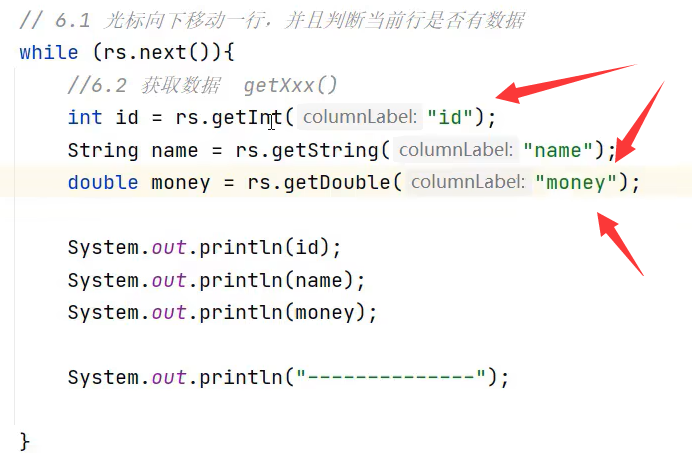 // 6.1 光标向下移动一行，并且判断当前行是否有数据
while (rs.next()){
//6.2 获取数据  getXxx()
int id = rs.getInt( columnLabel: "id");
String name = rs.getString( columnLabel: "name");
double money = rs.getDouble( columnLabel: "money");
System.out.println(id);
System.out.println(name);
System.out.println(money);
System.out.println("--------------");
}